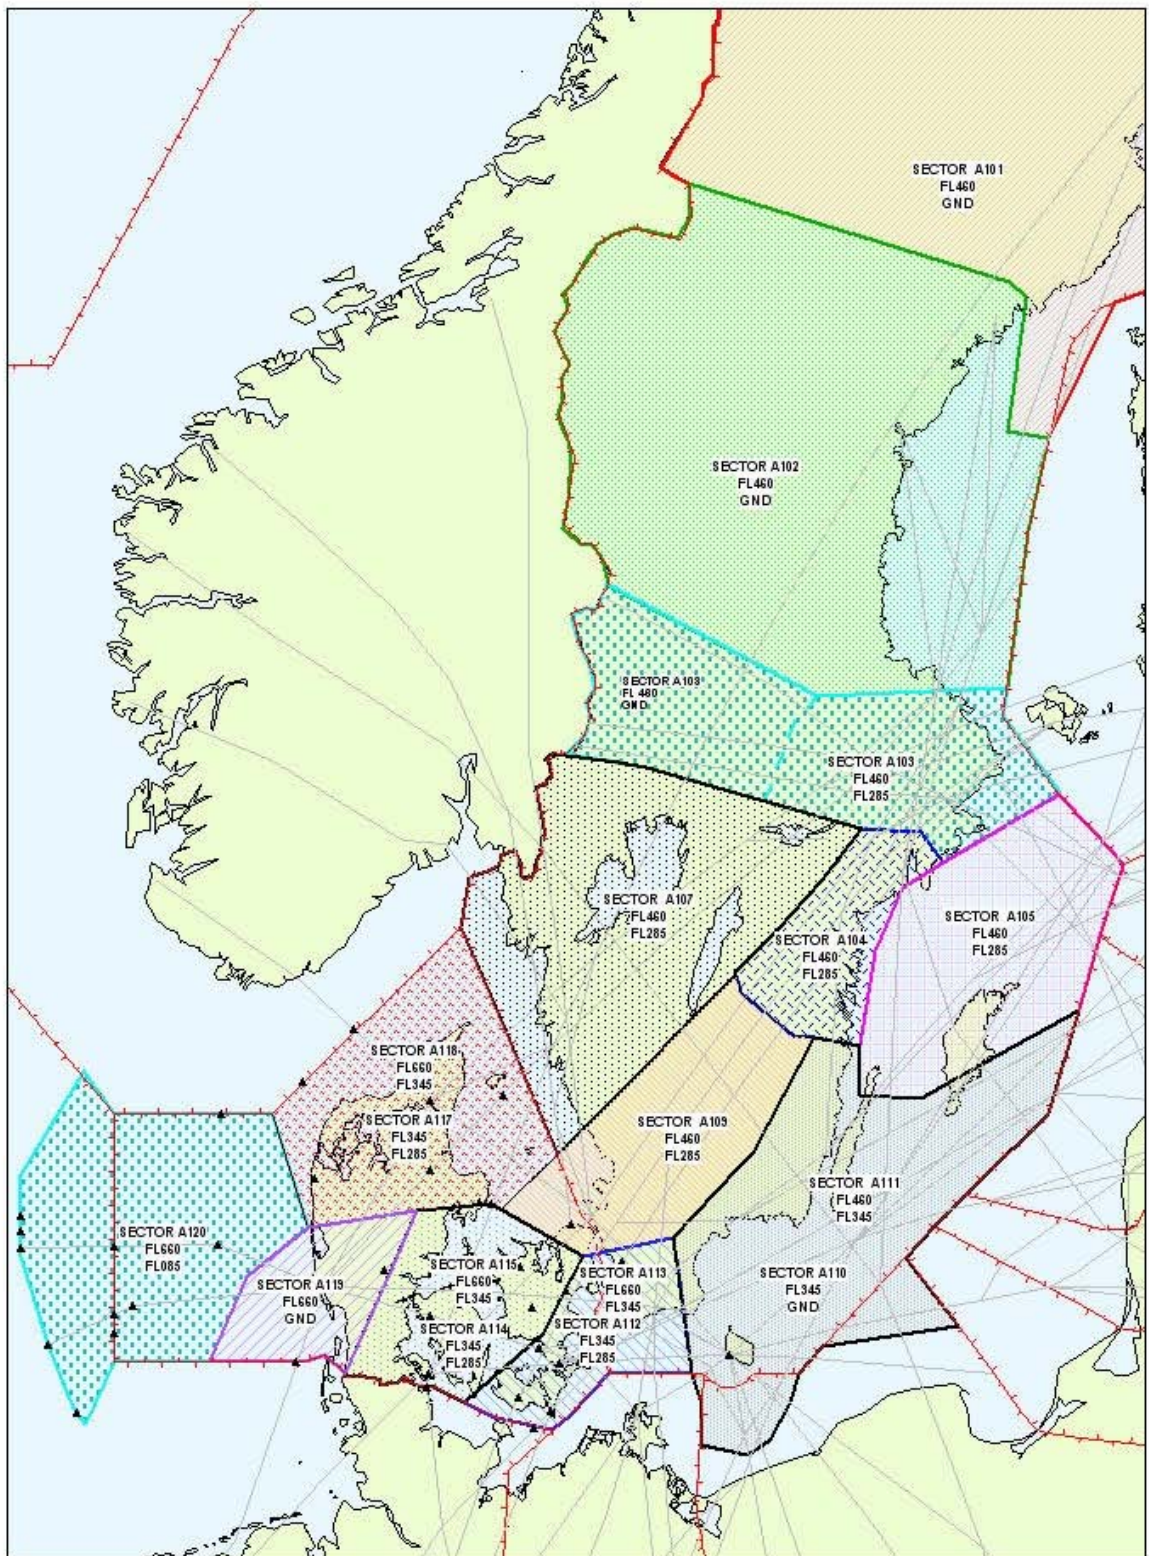 SECTOR A101
FL460
GND
SECTOR A102
FL460
GND
SECTOR A103
FL 460
GND
SECTOR A103
FL460
FL285
SECTOR A107
FL460
FL285
SECTOR A104
FL460
FL285
SECTOR A105
FL460
FL285
SECTOR A118
FL660
FL345
SECTOR A117
FL345
FL285
SECTOR A109
FL460
FL285
SECTOR A111
FL460
FL345
SECTOR A120
FL660
FL085
SECTOR A119
FL660
GND
SECTOR A115
FL660
FL345
SECTOR A113
FL660
FL345
SECTOR A110
FL345
GND
SECTOR A114
FL345
FL285
SECTOR A112
FL345
FL285